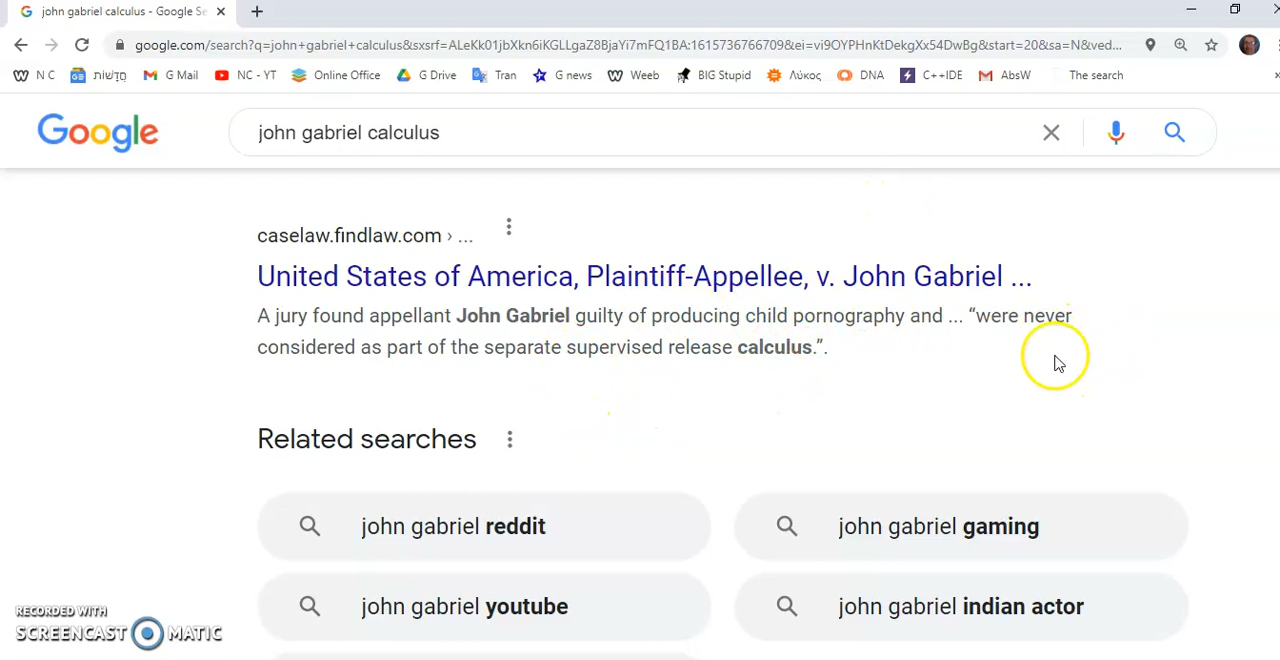 john gabriel calculus - Google Se
google.com/search?q=john+gabriel+calculus&sxsrf=ALeKk01jbXkn6iKGLLgaZ8BjaYi7mFQ1BA:1615736766709&ei=vi9OYPHnKtDekgXx54DwBg&start=20&sa=N&ved...
N C חֲדָשׁוֹת G Mail NC - YT Online Office G Drive Tran G news Weeb BIG Stupid Λύκος DNA C++IDE AbsW The search
Google john gabriel calculus
caselaw.findlaw.com › ...
United States of America, Plaintiff-Appellee, v. John Gabriel ...
A jury found appellant John Gabriel guilty of producing child pornography and ... “were never
considered as part of the separate supervised release calculus.”.
Related searches
john gabriel reddit john gabriel gaming
john gabriel youtube john gabriel indian actor
RECORDED WITH
SCREENCAST MATIC